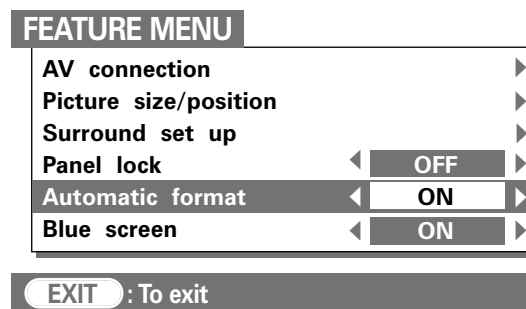 FEATURE MENU
AV connection
Picture size/position
Surround set up
Panel lock OFF
Automatic format ON
Blue screen ON
EXIT : To exit